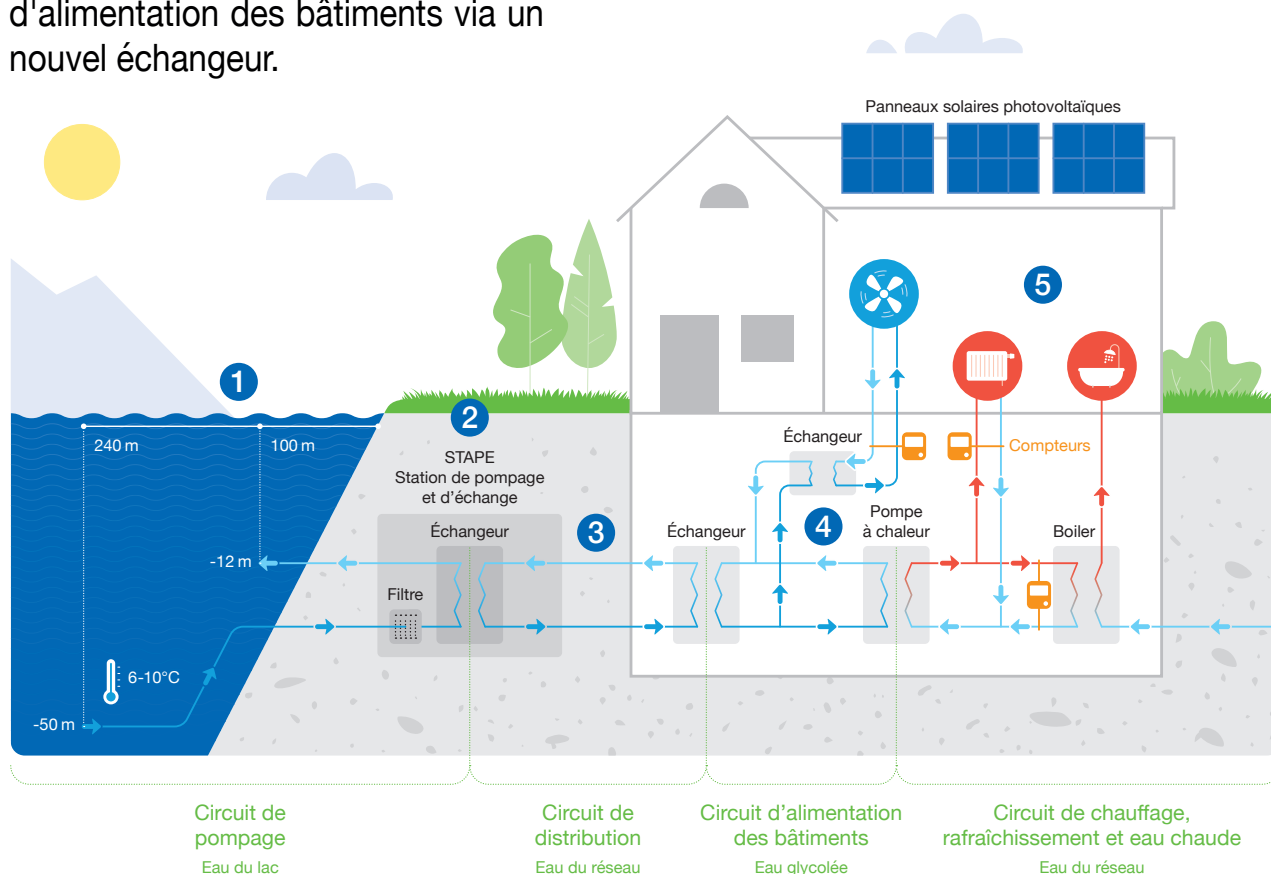 d'alimentation des bâtiments via un
nouvel échangeur.
Panneaux solaires photovoltaïques
5
1
240 m
100 m
2
STAPE
Station de pompage
et d'échange
Échangeur
Compteurs
Échangeur
3
Échangeur
4
Pompe
à chaleur
Boiler
-12 m
Filtre
6-10°C
-50 m
Circuit de
pompage
Eau du lac
Circuit de
distribution
Eau du réseau
Circuit d'alimentation
des bâtiments
Eau glycolée
Circuit de chauffage,
rafraîchissement et eau chaude
Eau du réseau